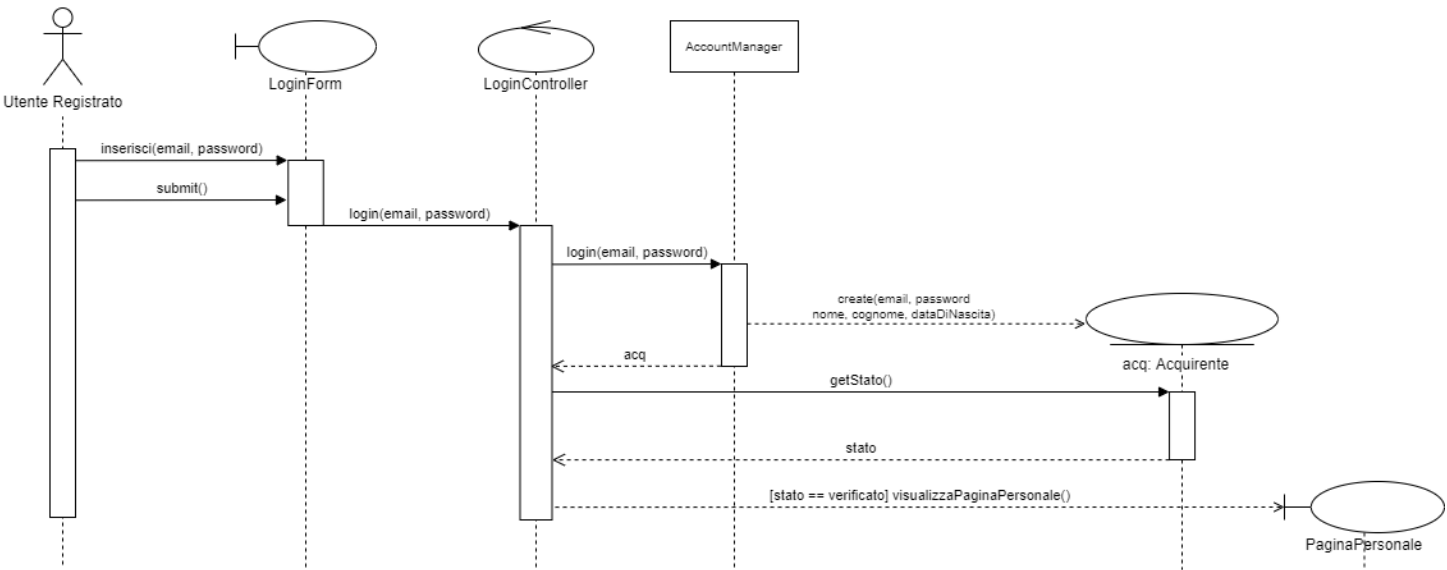 LoginForm
LoginController
AccountManager
Utente Registrato
inserisci(email, password)
submit()
login(email, password)
login(email, password)
create(email, password
nome, cognome, dataDiNascita)
acq
acq: Acquirente
getStato()
stato
[stato == verificato] visualizzaPaginaPersonale()
PaginaPersonale